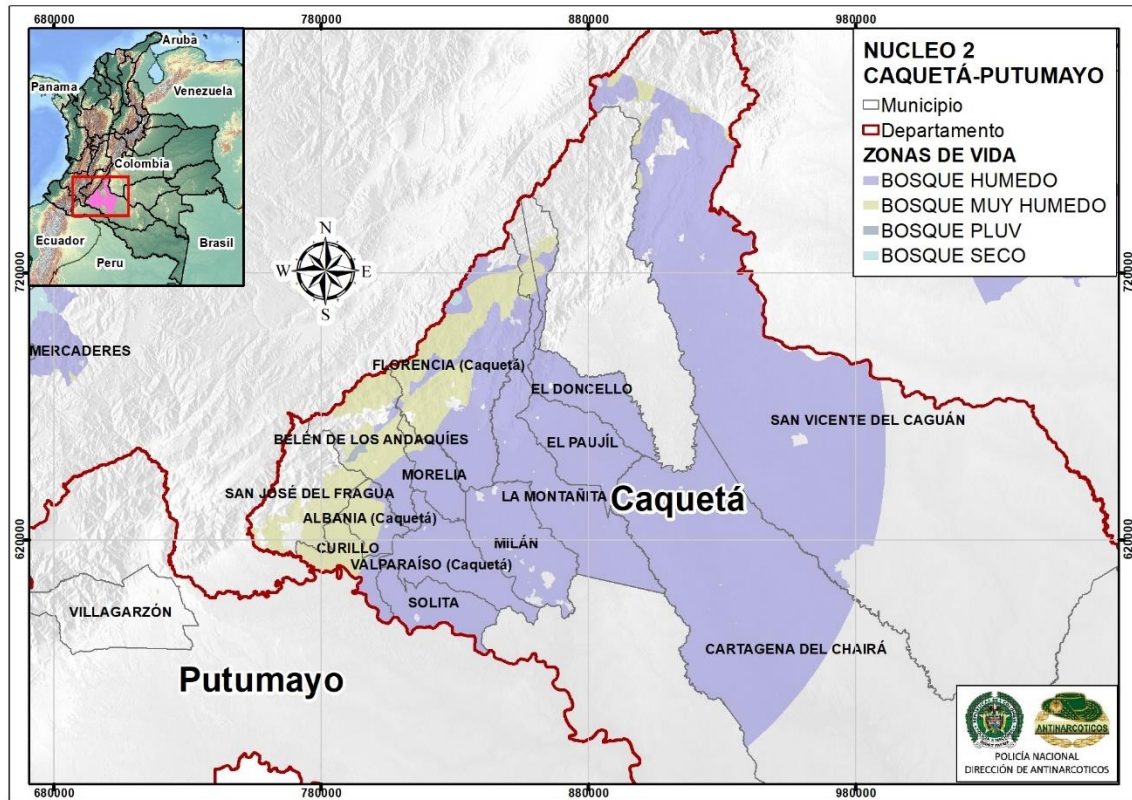 680000
780000
880000
980000
Aruba
Panama
Venezuela
Colombia
Ecuador
Brasil
Peru
N
W
E
S
NUCLEO 2
CAQUETÁ-PUTUMAYO
Municipio
Departamento
ZONAS DE VIDA
BOSQUE HUMEDO
BOSQUE MUY HUMEDO
BOSQUE PLUV
BOSQUE SECO
720000
720000
MERCADERES
FLORENCIA (Caquetá)
EL DONCELLO
SAN VICENTE DEL CAGUÁN
BELÉN DE LOS ANDAQUÍES
EL PAUJÍL
MORELIA
SAN JOSÉ DEL FRAGUA
LA MONTAÑITA
Caquetá
ALBANIA (Caquetá)
620000
620000
CURILLO
MILÁN
VALPARAÍSO (Caquetá)
VILLAGARZÓN
SOLITA
CARTAGENA DEL CHAIRÁ
Putumayo
ANTINARCOTICOS
POLICÍA NACIONAL
DIRECCIÓN DE ANTINARCOTICOS
680000
780000
880000
980000